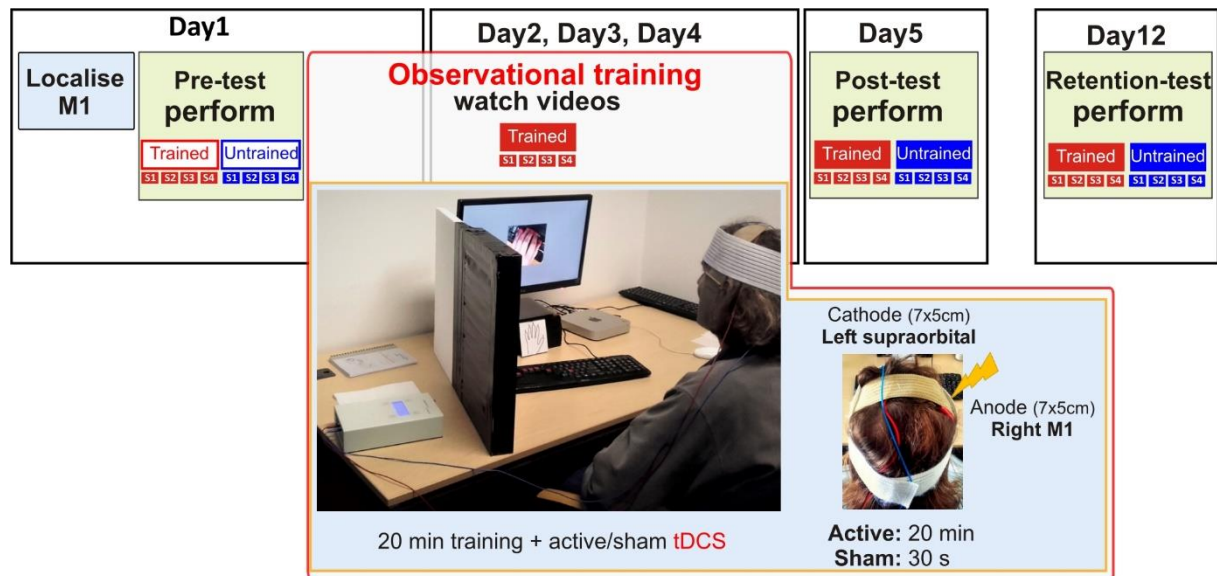 Day1
Localise
M1
Pre-test
perform
Trained Untrained
S1 S2 S3 S4 S1 S2 S3 S4
Day2, Day3, Day4
Observational training
watch videos
Trained
S1 S2 S3 S4
Day5
Post-test
perform
Trained Untrained
S1 S2 S3 S4 S1 S2 S3 S4
Day12
Retention-test
perform
Trained Untrained
S1 S2 S3 S4 S1 S2 S3 S4
20 min training + active/sham tDCS
Cathode (7x5cm)
Left supraorbital
Anode (7x5cm)
Right M1
Active: 20 min
Sham: 30 s